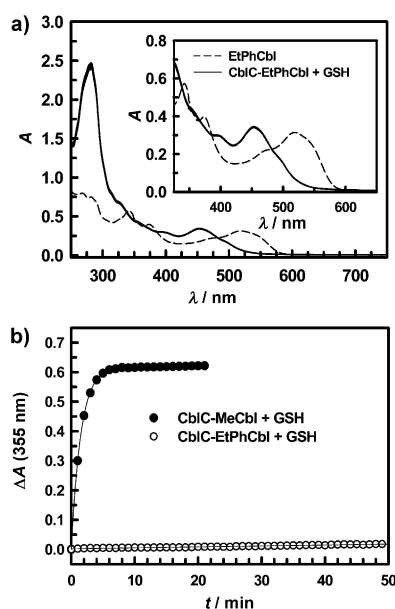 a)
3.0
2.5
2.0
1.5
1.0
0.5
0.0
A
300
400
500
600
700
λ / nm
0.8
0.6
0.4
0.2
0.0
A
400
500
600
λ / nm
EtPhCbl
CblC-EtPhCbl + GSH
b)
0.7
0.6
0.5
0.4
0.3
0.2
0.1
0.0
ΔA (355 nm)
CblC-MeCbl + GSH
CblC-EtPhCbl + GSH
0
10
20
30
40
50
t / min